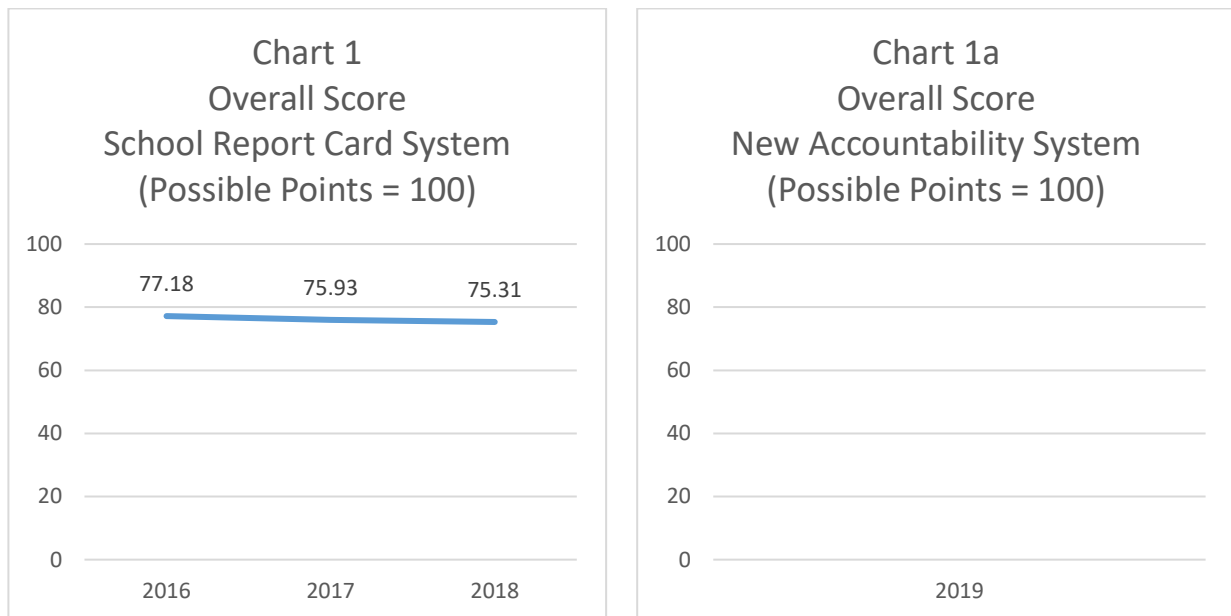 Chart 1
Overall Score
School Report Card System
(Possible Points = 100)
100
77.18 75.93 75.31
80
60
40
20
0
2016 2017 2018
Chart 1a
Overall Score
New Accountability System
(Possible Points = 100)
100
80
60
40
20
0
2019